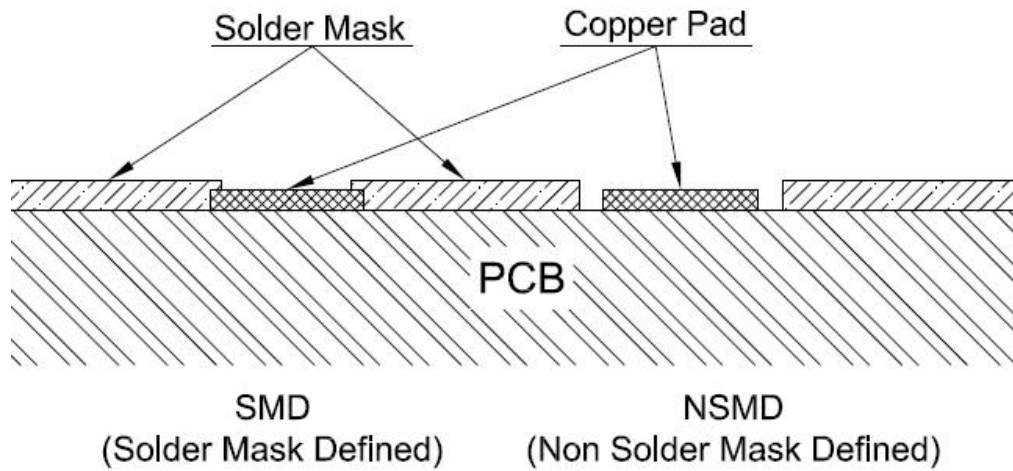 Solder Mask
Copper Pad
PCB
SMD
(Solder Mask Defined)
NSMD
(Non Solder Mask Defined)